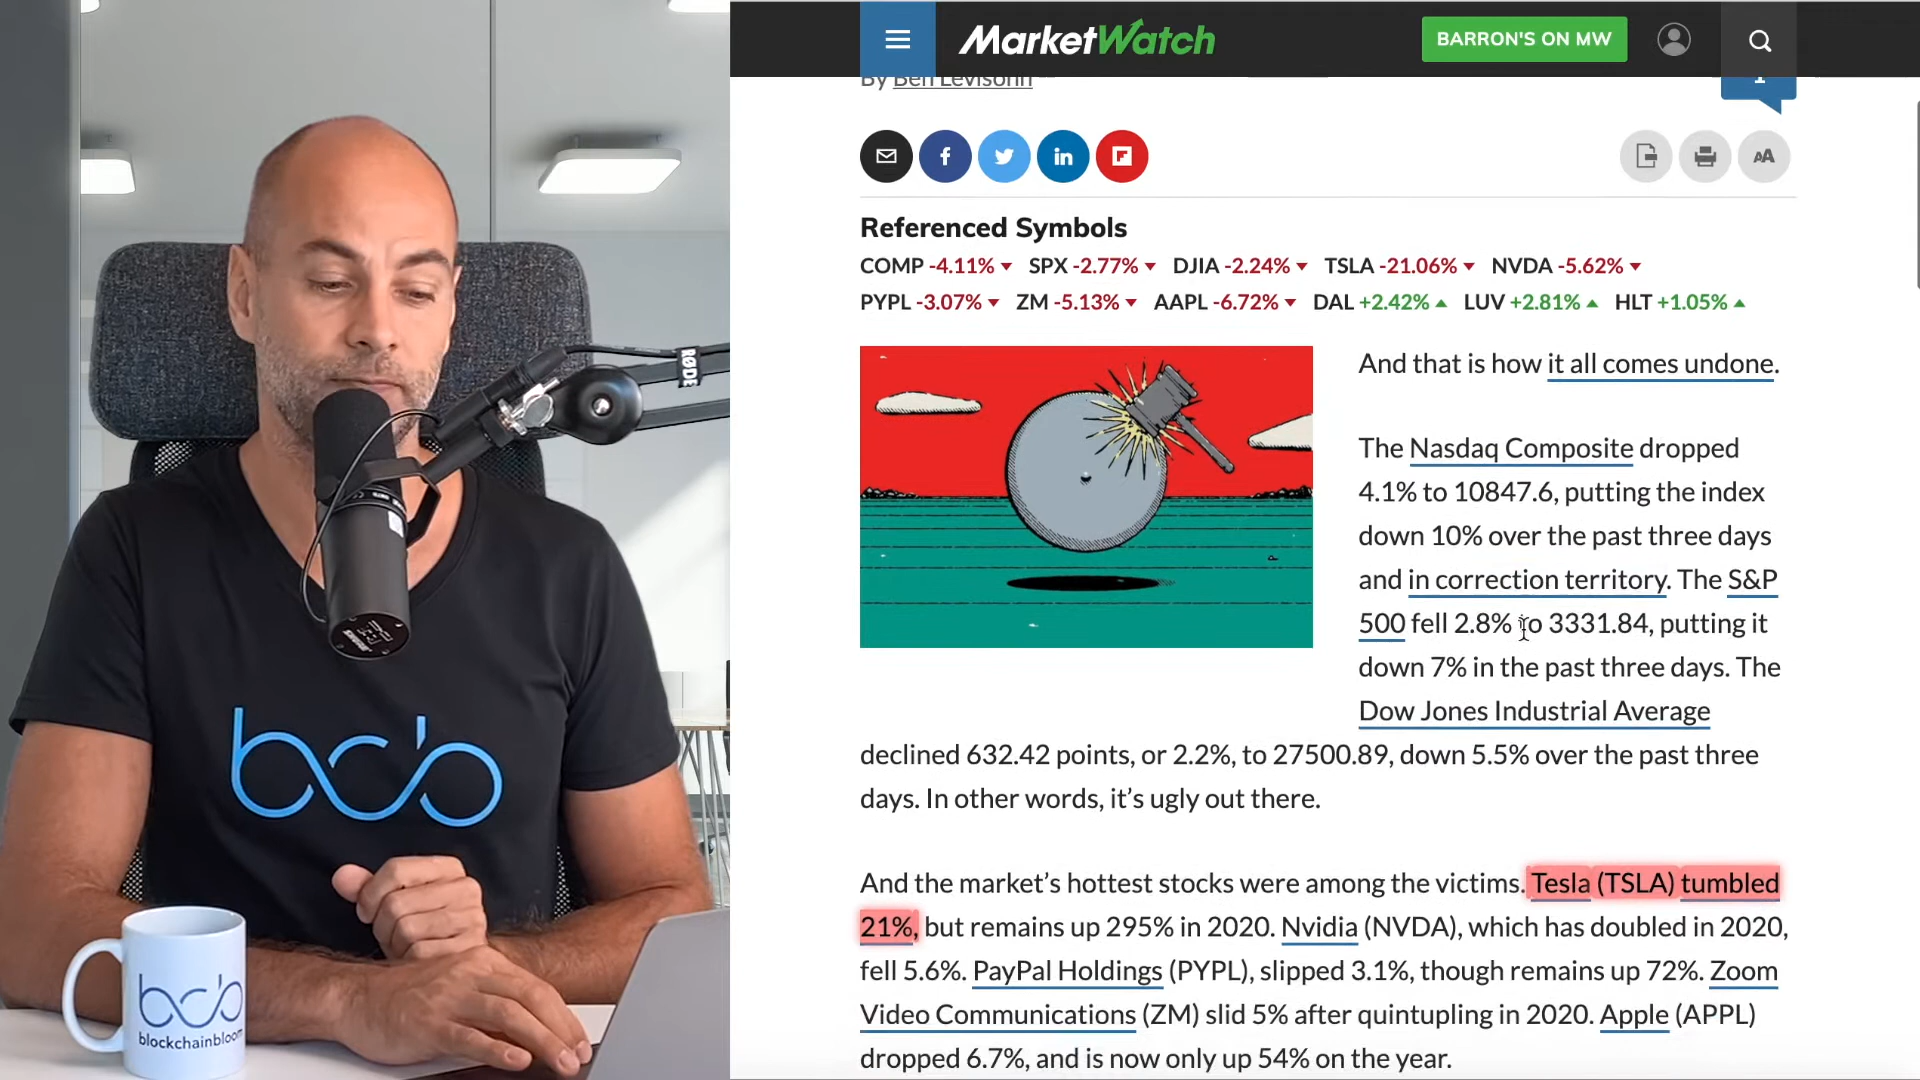 MarketWatch
BARRON'S ON MW
By Ben Levisohn
1
Referenced Symbols
COMP -4.11% SPX -2.77% DJIA -2.24% TSLA -21.06% NVDA -5.62%
PYPL -3.07% ZM -5.13% AAPL -6.72% DAL +2.42% LUV +2.81% HLT +1.05%
And that is how it all comes undone.
The Nasdaq Composite dropped
4.1% to 10847.6, putting the index
down 10% over the past three days
and in correction territory. The S&P
500 fell 2.8% to 3331.84, putting it
down 7% in the past three days. The
Dow Jones Industrial Average
declined 632.42 points, or 2.2%, to 27500.89, down 5.5% over the past three
days. In other words, it’s ugly out there.
And the market’s hottest stocks were among the victims. Tesla (TSLA) tumbled
21%, but remains up 295% in 2020. Nvidia (NVDA), which has doubled in 2020,
fell 5.6%. PayPal Holdings (PYPL), slipped 3.1%, though remains up 72%. Zoom
Video Communications (ZM) slid 5% after quintupling in 2020. Apple (APPL)
dropped 6.7%, and is now only up 54% on the year.
RØDE
bcb
bcb
blockchainbloom